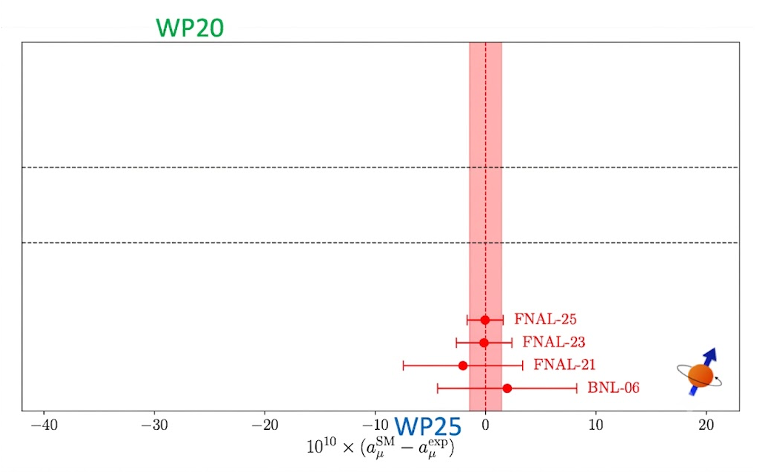 WP20
FNAL-25
FNAL-23
FNAL-21
BNL-06
−40 −30 −20 −10 WP25 0 10 20
10¹⁰ × (a_μ^SM − a_μ^exp)